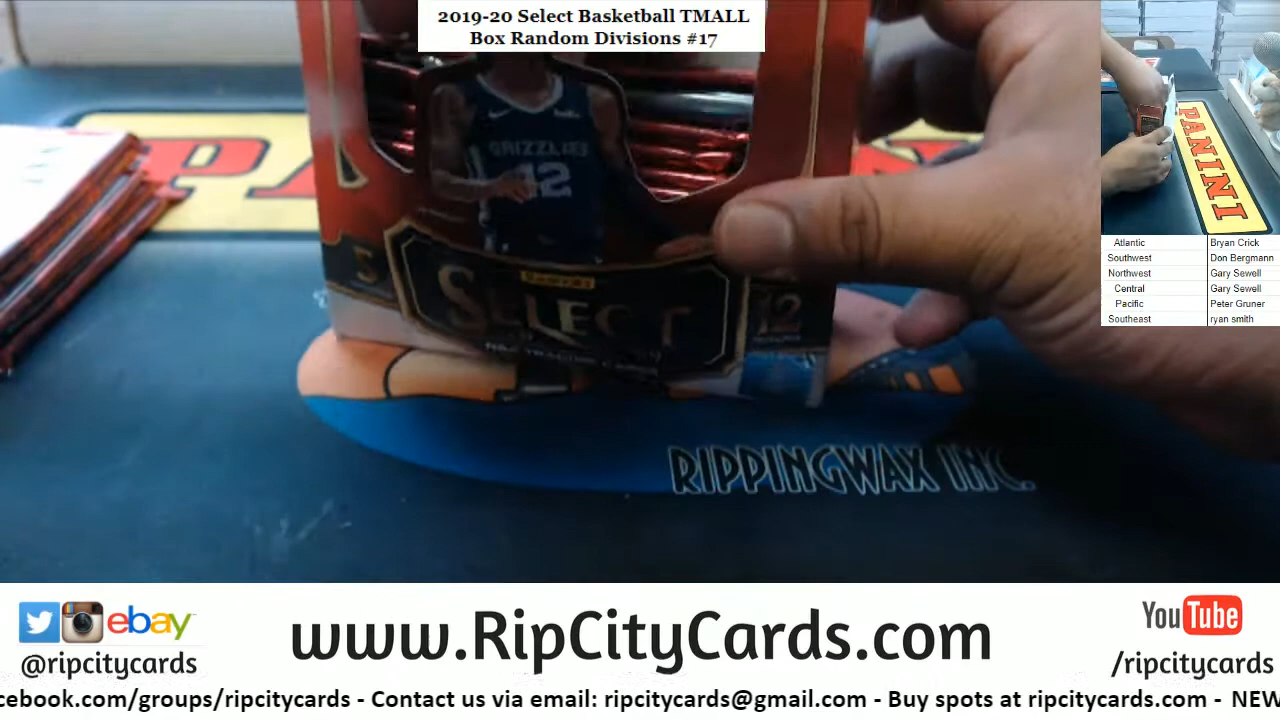 2019-20 Select Basketball TMALL
Box Random Divisions #17
GRIZZLIES
12
5
PANINI
SELECT
12
RIPPINGWAX INC.
PANINI
Atlantic Bryan Crick
Southwest Don Bergmann
Northwest Gary Sewell
Central Gary Sewell
Pacific Peter Gruner
Southeast ryan smith
ebay
@ripcitycards
www.RipCityCards.com
YouTube
/ripcitycards
cebook.com/groups/ripcitycards - Contact us via email: ripcitycards@gmail.com - Buy spots at ripcitycards.com - NEW